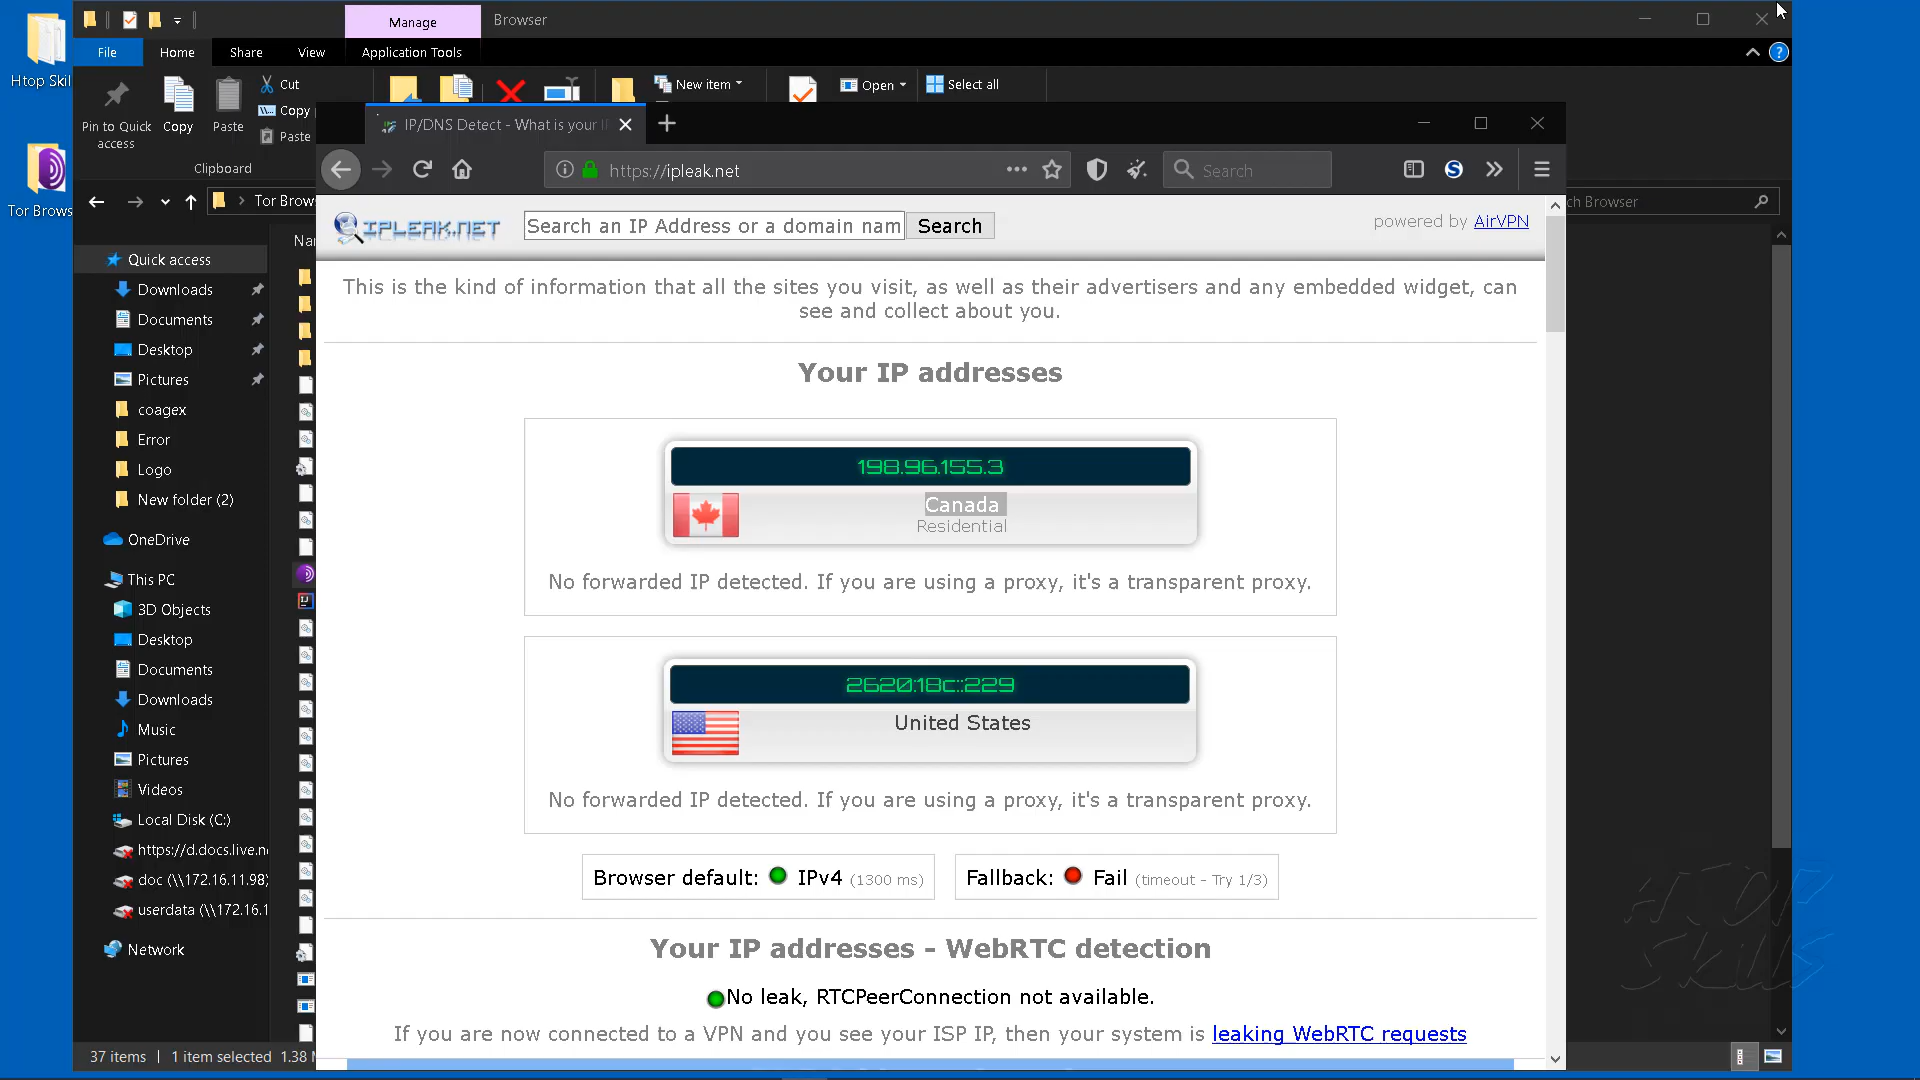 Htop Skil
Tor Brows
Manage
Browser
File
Home
Share
View
Application Tools
Pin to Quick access
Copy
Paste
Cut
Copy
Paste
Clipboard
New item
Open
Select all
Tor Brow
ch Browser
Quick access
Downloads
Documents
Desktop
Pictures
coagex
Error
Logo
New folder (2)
OneDrive
This PC
3D Objects
Desktop
Documents
Downloads
Music
Pictures
Videos
Local Disk (C:)
https://d.docs.live.n
doc (\\172.16.11.98)
userdata (\\172.16.1
Network
37 items
1 item selected 1.38
Nar
IP/DNS Detect - What is your I
https://ipleak.net
Search
IPLEAK.NET
Search an IP Address or a domain nam
Search
powered by AirVPN
This is the kind of information that all the sites you visit, as well as their advertisers and any embedded widget, can
see and collect about you.
Your IP addresses
198.96.155.3
Canada
Residential
No forwarded IP detected. If you are using a proxy, it's a transparent proxy.
2620:18c::229
United States
No forwarded IP detected. If you are using a proxy, it's a transparent proxy.
Browser default: IPv4 (1300 ms)
Fallback: Fail (timeout - Try 1/3)
Your IP addresses - WebRTC detection
No leak, RTCPeerConnection not available.
If you are now connected to a VPN and you see your ISP IP, then your system is leaking WebRTC requests
HTOP
Skills